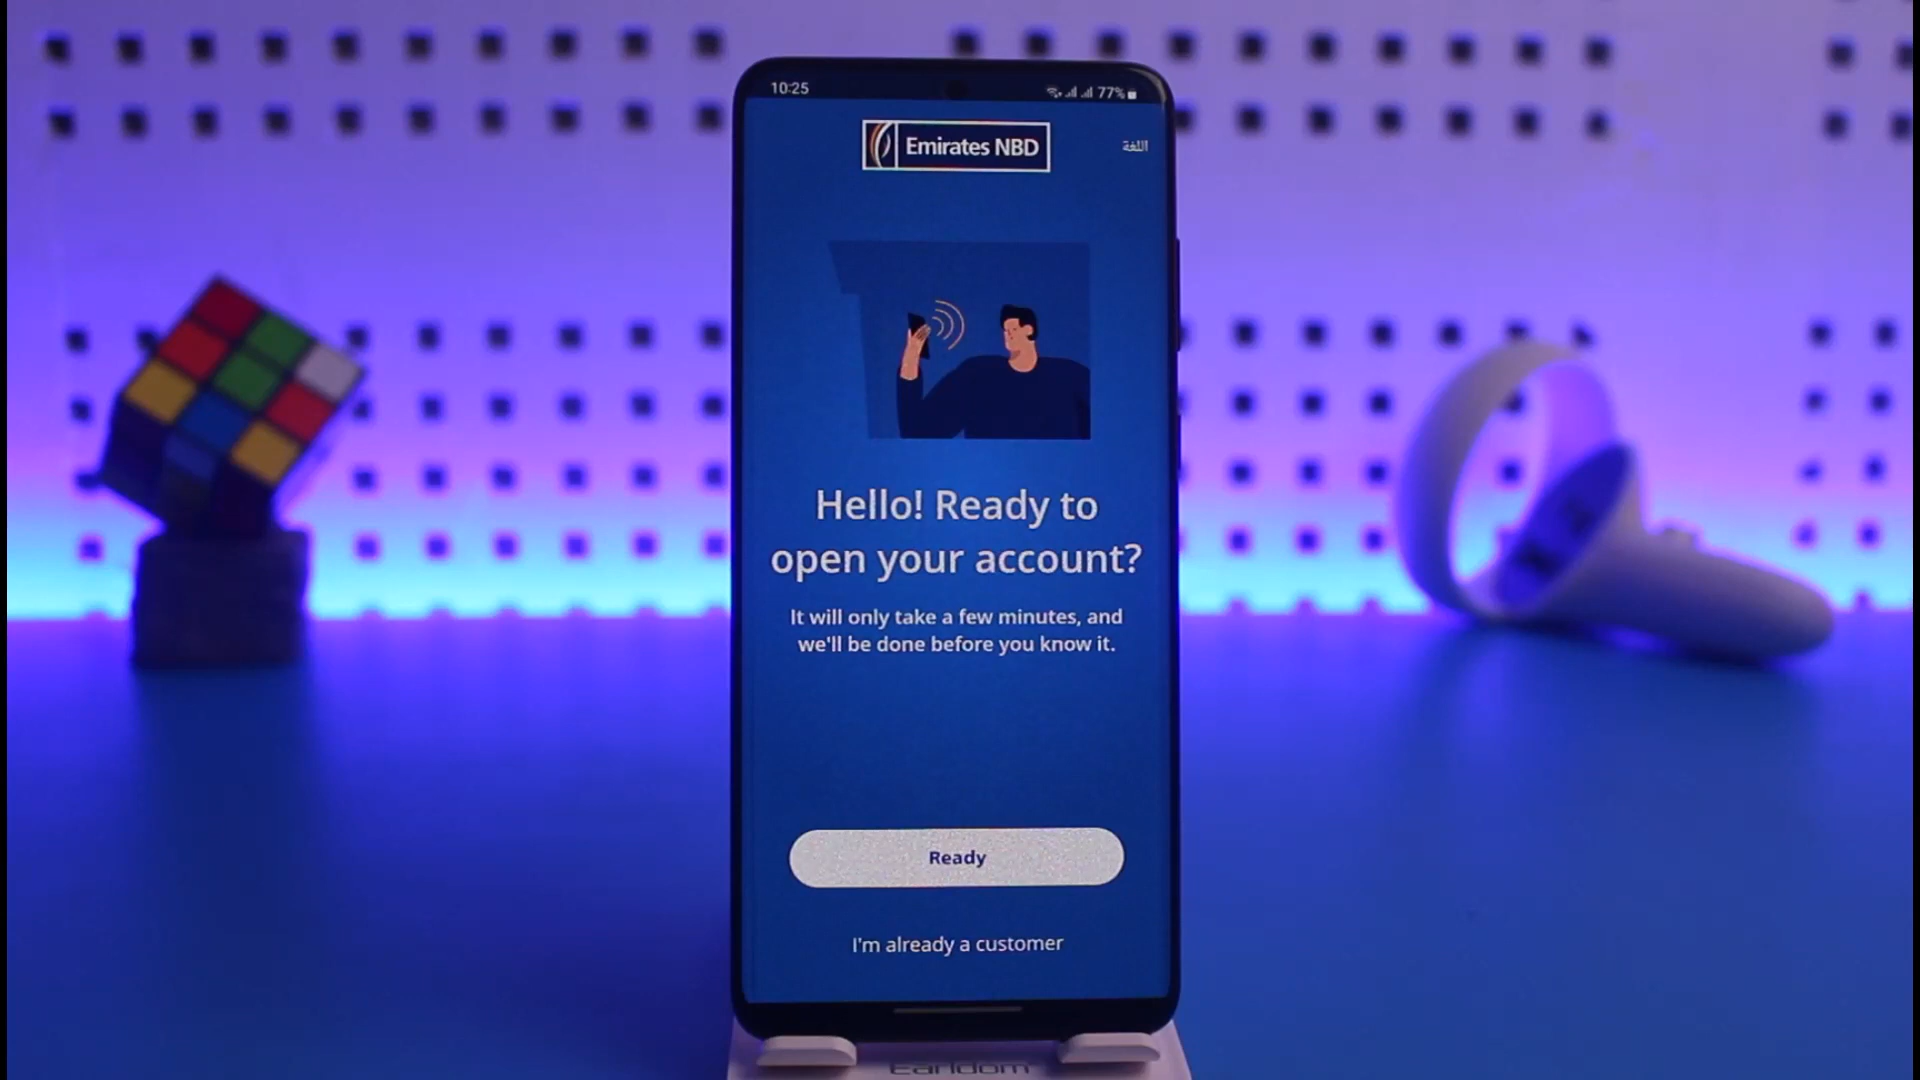 10:25
77%
Emirates NBD
اللغة
Hello! Ready to
open your account?
It will only take a few minutes, and
we'll be done before you know it.
Ready
I'm already a customer
Earldom